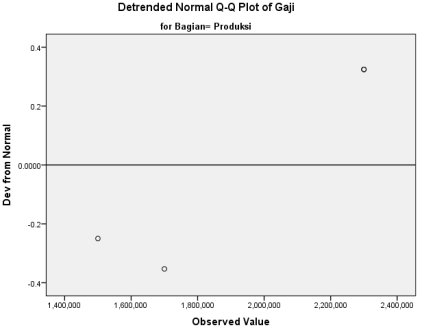 Detrended Normal Q-Q Plot of Gaji
for Bagian= Produksi
Dev from Normal
0.4
0.2
0.0000
-0.2
-0.4
1,400,000 1,600,000 1,800,000 2,000,000 2,200,000 2,400,000
Observed Value